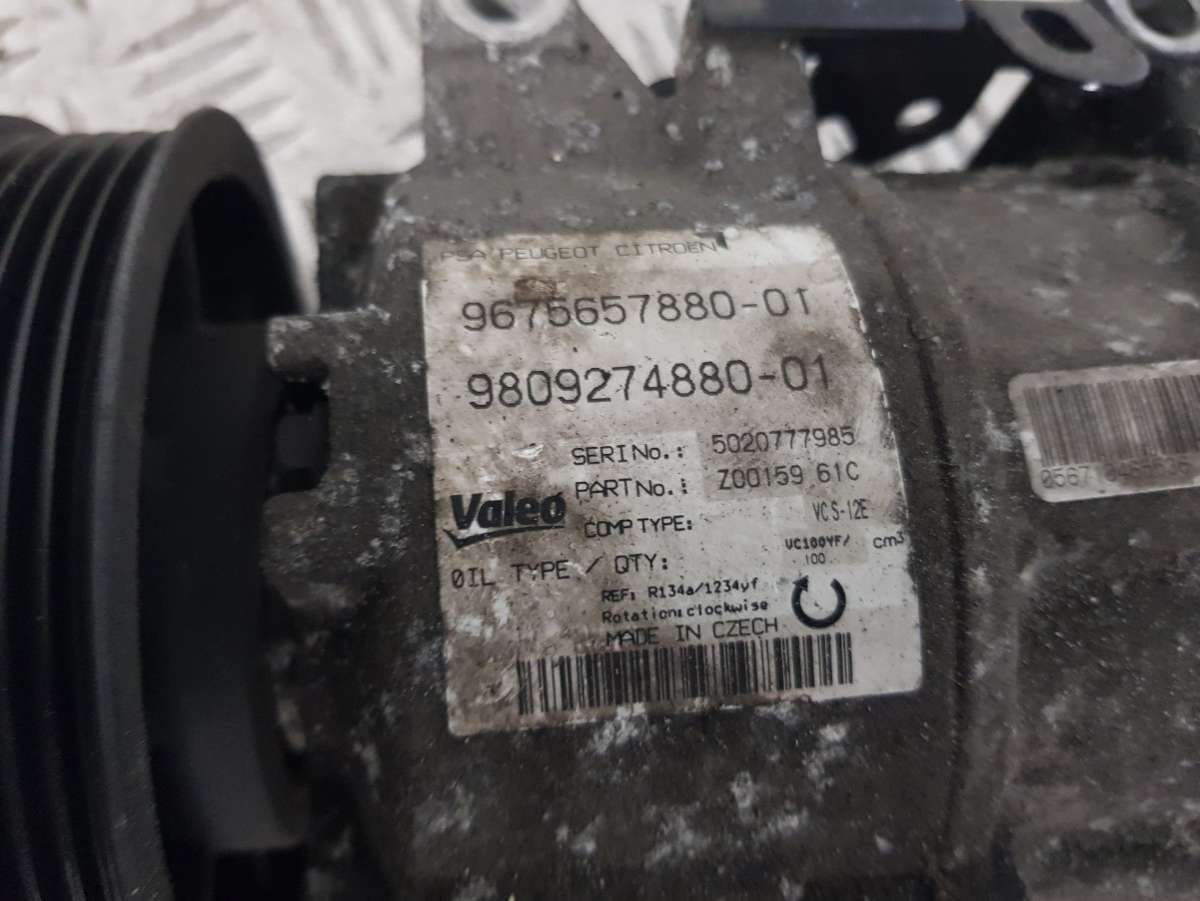 PSA PEUGEOT CITROEN
9675657880-01
9809274880-01
SERI No.: 5020777985
PART No.: Z00159 61C
Valeo
COMP TYPE: VCS-12E
OIL TYPE / QTY: VC100YF/ 100 cm³
REF: R134a/1234yf
Rotation:clockwise
MADE IN CZECH
0567